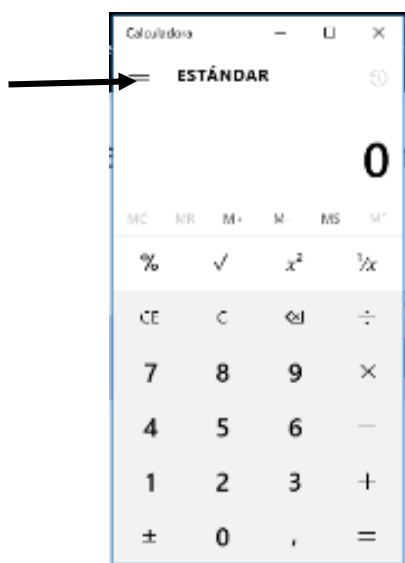 Calculadora
ESTÁNDAR
0
MC MR M+ M- MS M˅
% √ x² ¹/x
CE C ⌫ ÷
7 8 9 ×
4 5 6 −
1 2 3 +
± 0 , =